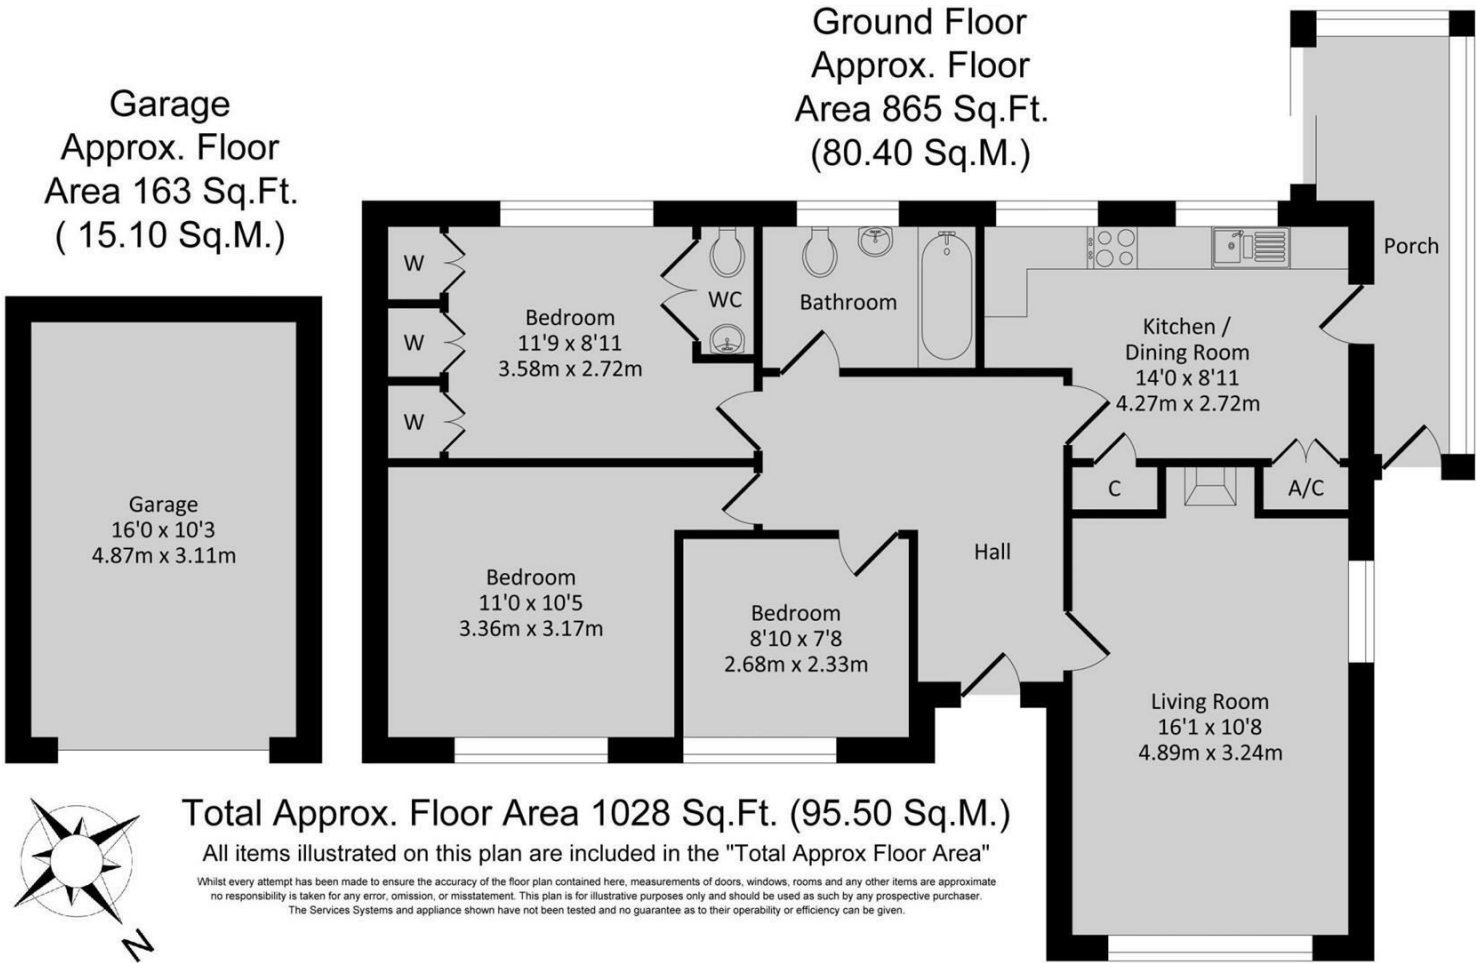 Ground Floor
Approx. Floor
Area 865 Sq.Ft.
(80.40 Sq.M.)
Garage
Approx. Floor
Area 163 Sq.Ft.
( 15.10 Sq.M.)
W
W
W
Bedroom
11'9 x 8'11
3.58m x 2.72m
WC
Bathroom
Kitchen /
Dining Room
14'0 x 8'11
4.27m x 2.72m
Porch
C
A/C
Garage
16'0 x 10'3
4.87m x 3.11m
Bedroom
11'0 x 10'5
3.36m x 3.17m
Bedroom
8'10 x 7'8
2.68m x 2.33m
Hall
Living Room
16'1 x 10'8
4.89m x 3.24m
N
Total Approx. Floor Area 1028 Sq.Ft. (95.50 Sq.M.)
All items illustrated on this plan are included in the "Total Approx Floor Area"
Whilst every attempt has been made to ensure the accuracy of the floor plan contained here, measurements of doors, windows, rooms and any other items are approximate
no responsibility is taken for any error, omission, or misstatement. This plan is for illustrative purposes only and should be used as such by any prospective purchaser.
The Services Systems and appliance shown have not been tested and no guarantee as to their operability or efficiency can be given.